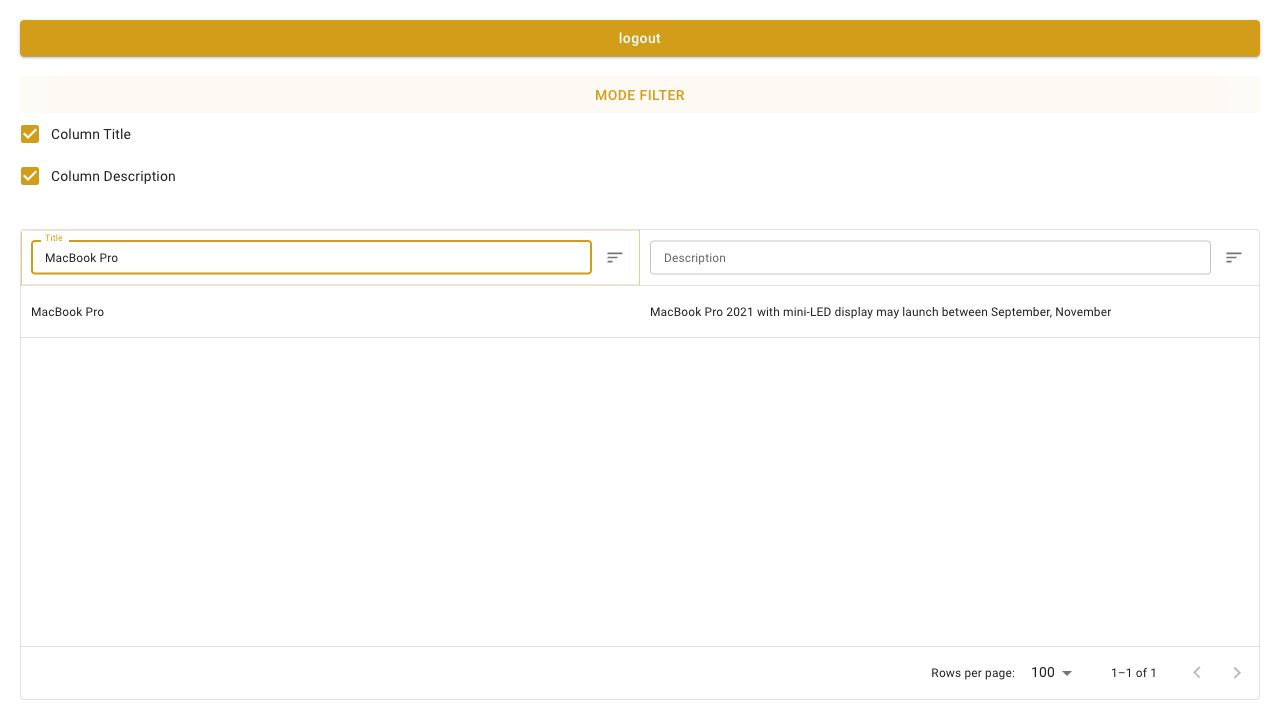 logout
MODE FILTER
Column Title
Column Description
Title
MacBook Pro
Description
MacBook Pro
MacBook Pro 2021 with mini-LED display may launch between September, November
Rows per page:
100
1–1 of 1